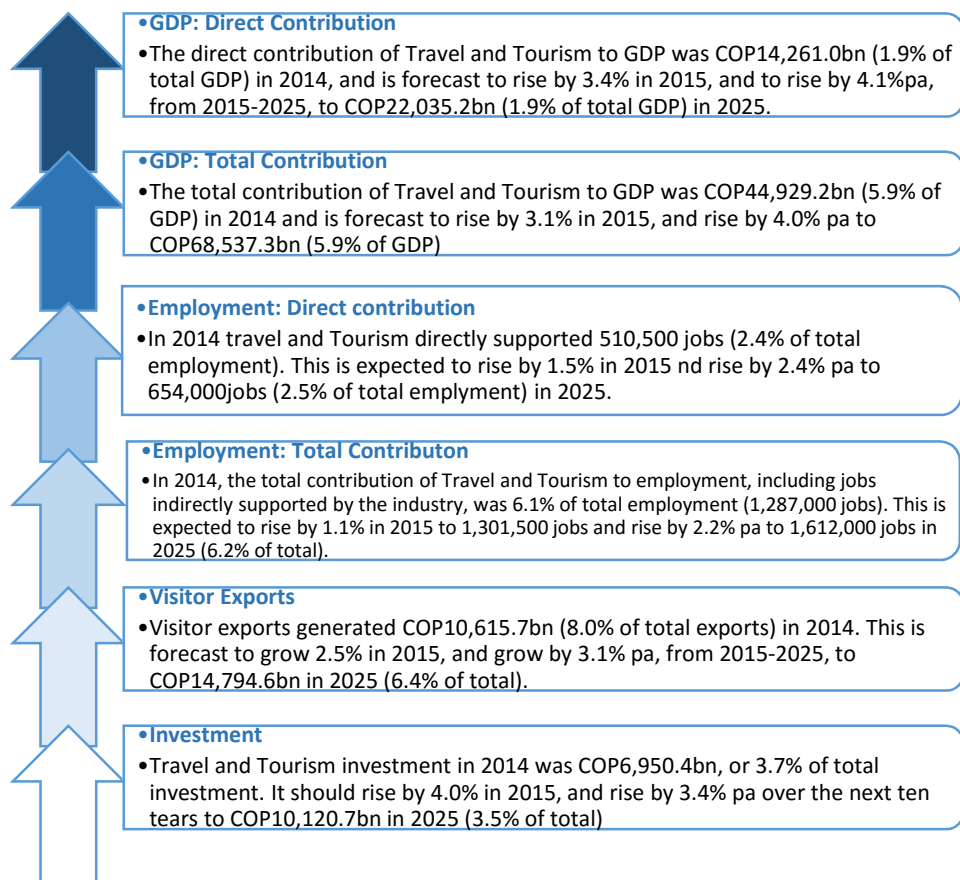 •GDP: Direct Contribution
•The direct contribution of Travel and Tourism to GDP was COP14,261.0bn (1.9% of
total GDP) in 2014, and is forecast to rise by 3.4% in 2015, and to rise by 4.1%pa,
from 2015-2025, to COP22,035.2bn (1.9% of total GDP) in 2025.
•GDP: Total Contribution
•The total contribution of Travel and Tourism to GDP was COP44,929.2bn (5.9% of
GDP) in 2014 and is forecast to rise by 3.1% in 2015, and rise by 4.0% pa to
COP68,537.3bn (5.9% of GDP)
•Employment: Direct contribution
•In 2014 travel and Tourism directly supported 510,500 jobs (2.4% of total
employment). This is expected to rise by 1.5% in 2015 nd rise by 2.4% pa to
654,000jobs (2.5% of total emplyment) in 2025.
•Employment: Total Contributon
•In 2014, the total contribution of Travel and Tourism to employment, including jobs
indirectly supported by the industry, was 6.1% of total employment (1,287,000 jobs). This is
expected to rise by 1.1% in 2015 to 1,301,500 jobs and rise by 2.2% pa to 1,612,000 jobs in
2025 (6.2% of total).
•Visitor Exports
•Visitor exports generated COP10,615.7bn (8.0% of total exports) in 2014. This is
forecast to grow 2.5% in 2015, and grow by 3.1% pa, from 2015-2025, to
COP14,794.6bn in 2025 (6.4% of total).
•Investment
•Travel and Tourism investment in 2014 was COP6,950.4bn, or 3.7% of total
investment. It should rise by 4.0% in 2015, and rise by 3.4% pa over the next ten
tears to COP10,120.7bn in 2025 (3.5% of total)